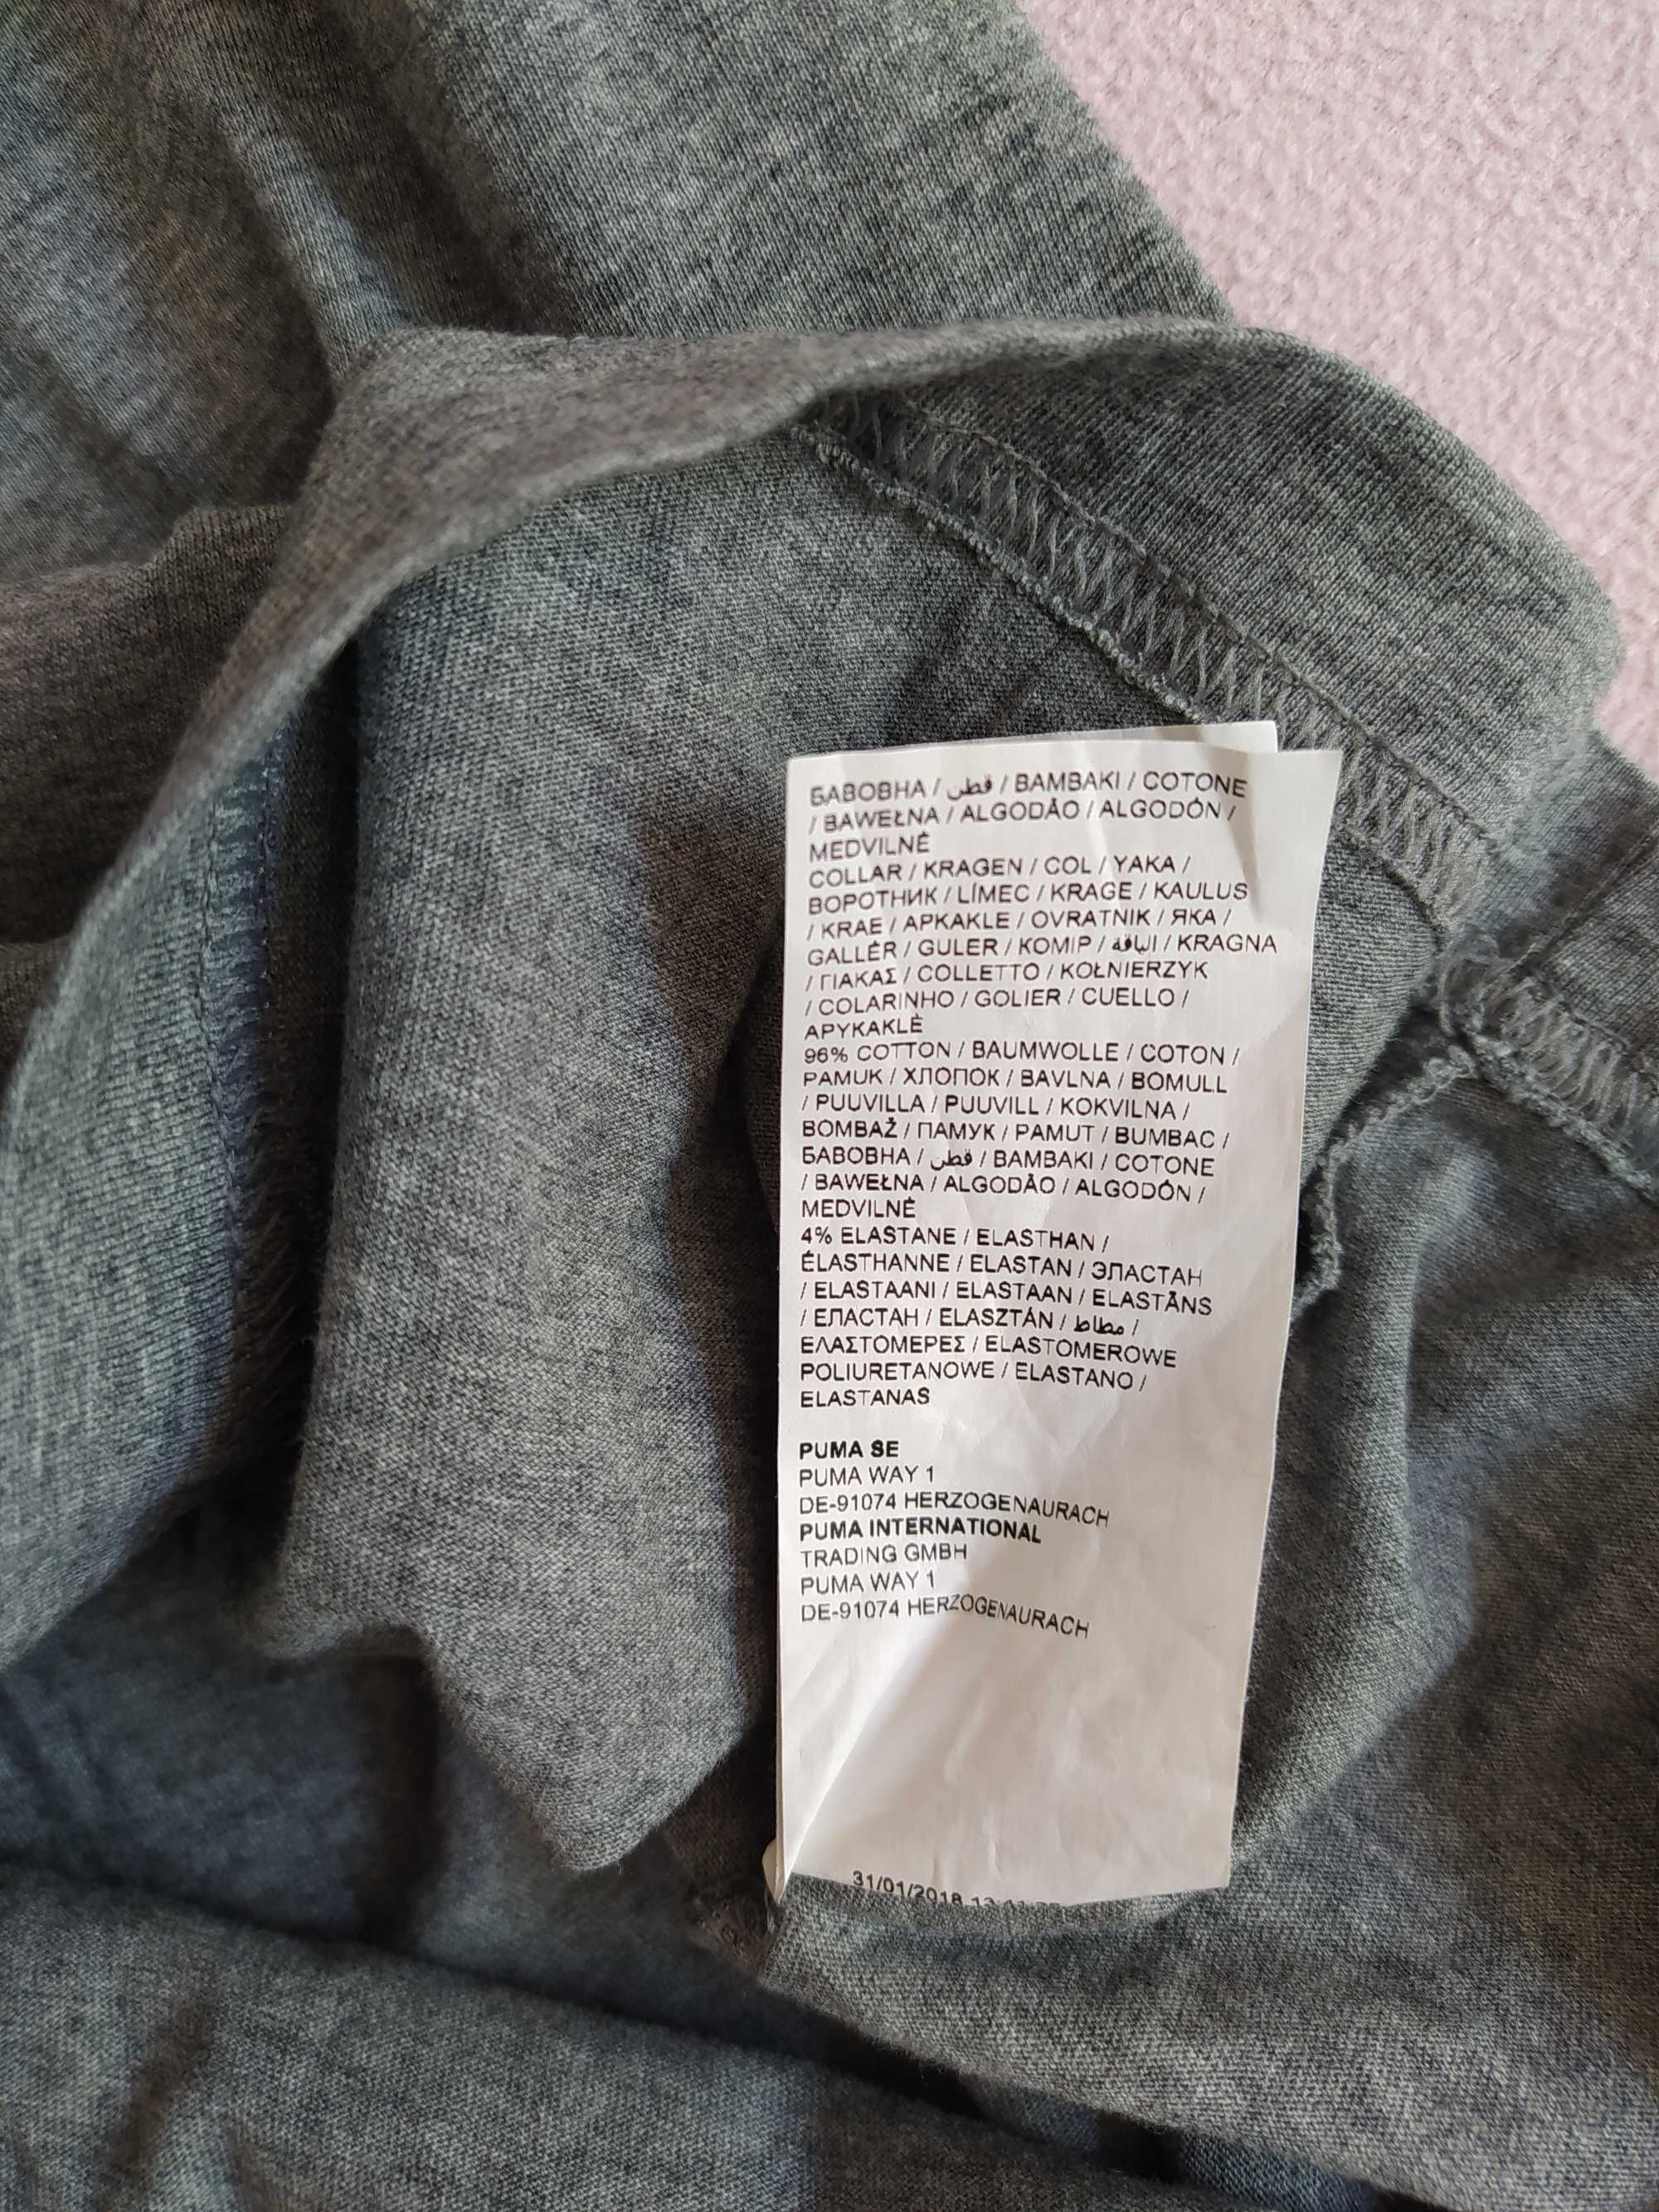 БАВОВНА / قطن / BAMBAKI / COTONE
/ BAWEŁNA / ALGODÃO / ALGODÓN /
MEDVILNĖ
COLLAR / KRAGEN / COL / YAKA /
ВОРОТНИК / LÍMEC / KRAGE / KAULUS
/ KRAE / APKAKLE / OVRATNIK / ЯКА /
GALLÉR / GULER / KOMIP / الياقة / KRAGNA
/ ГIАКАΣ / COLLETTO / KOŁNIERZYK
/ COLARINHO / GOLIER / CUELLO /
APYKAKLĖ
96% COTTON / BAUMWOLLE / COTON /
PAMUK / ХЛОПОК / BAVLNA / BOMULL
/ PUUVILLA / PUUVILL / KOKVILNA /
BOMBAŽ / ПАМУК / PAMUT / BUMBAC /
БАВОВНА / قطن / BAMBAKI / COTONE
/ BAWEŁNA / ALGODÃO / ALGODÓN /
MEDVILNĖ
4% ELASTANE / ELASTHAN /
ÉLASTHANNE / ELASTAN / ЭЛАСТАН
/ ELASTAANI / ELASTAAN / ELASTĀNS
/ ЕЛАСТАН / ELASZTÁN / مطاط /
ΕΛΑΣΤΟΜΕΡΕΣ / ELASTOMEROWE
POLIURETANOWE / ELASTANO /
ELASTANAS
PUMA SE
PUMA WAY 1
DE-91074 HERZOGENAURACH
PUMA INTERNATIONAL
TRADING GMBH
PUMA WAY 1
DE-91074 HERZOGENAURACH
31/01/2018